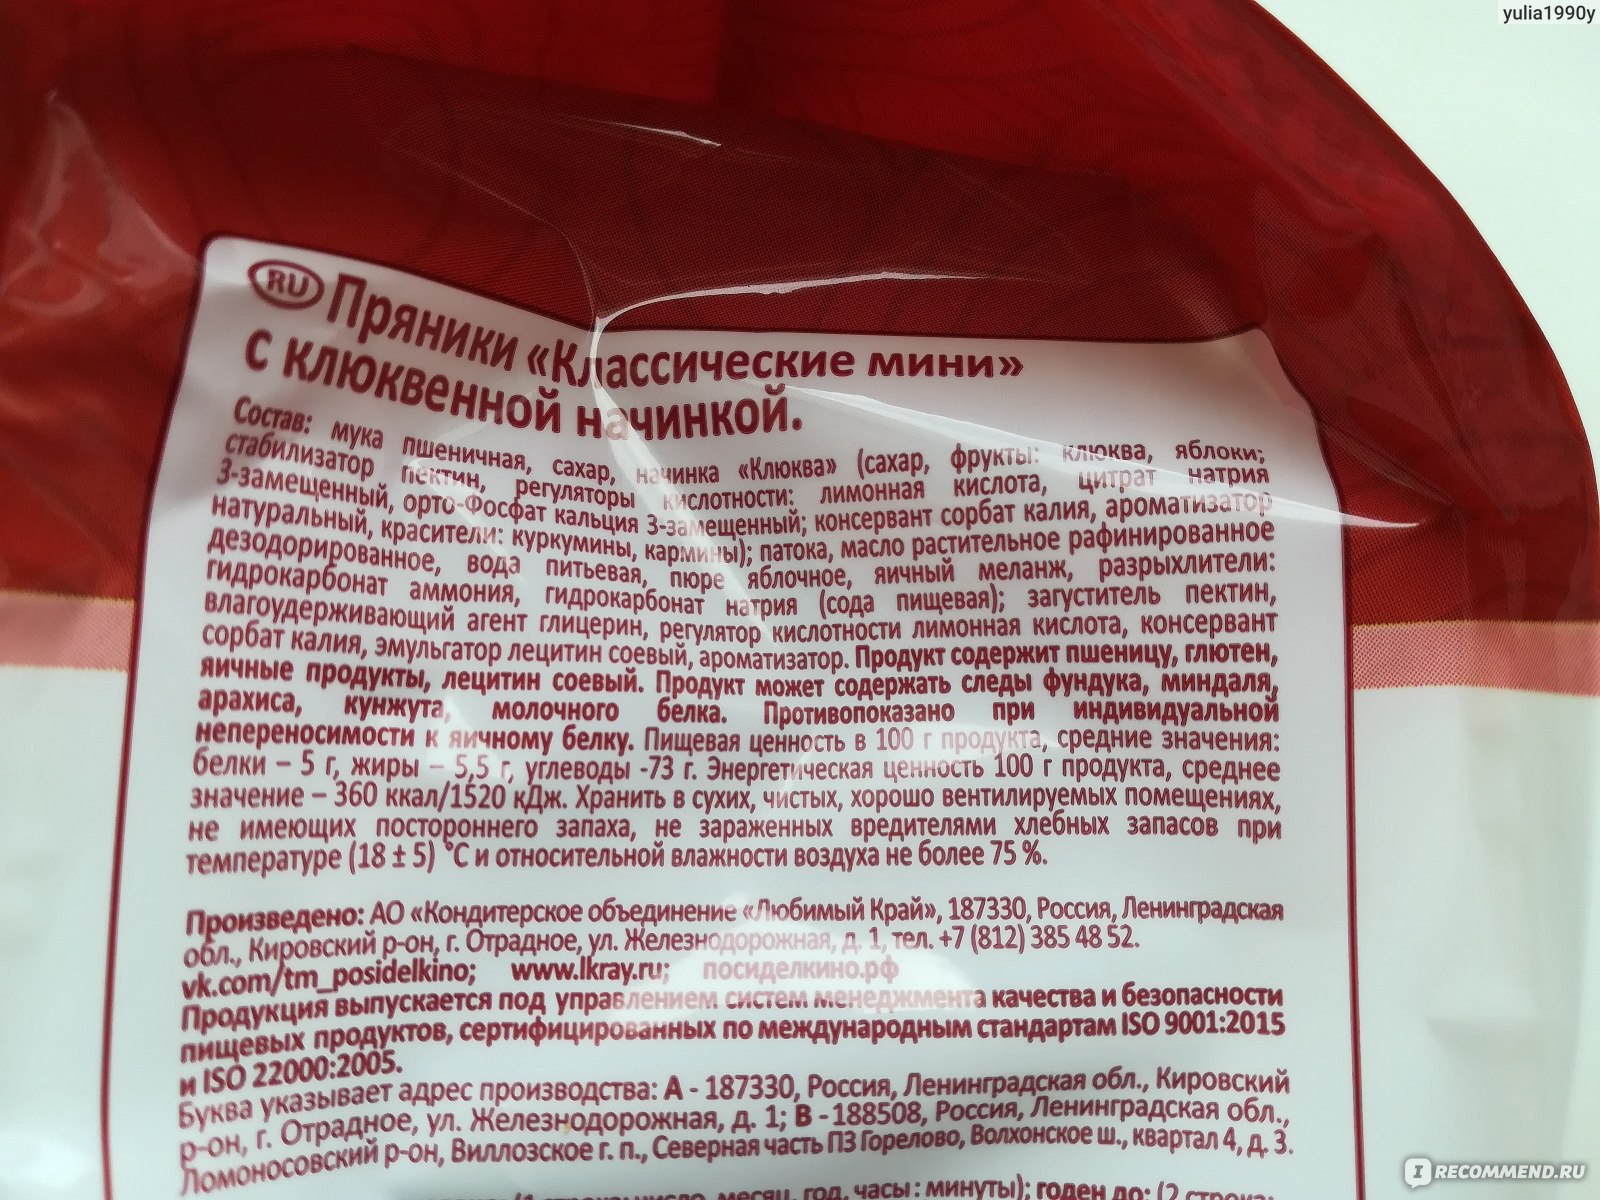 yulia1990y
RU Пряники «Классические мини»
с клюквенной начинкой.
Состав: мука пшеничная, сахар, начинка «Клюква» (сахар, фрукты: клюква, яблоки;
стабилизатор пектин, регуляторы кислотности: лимонная кислота, цитрат натрия
3-замещенный, орто-Фосфат кальция 3-замещенный; консервант сорбат калия, ароматизатор
натуральный, красители: куркумины, кармины); патока, масло растительное рафинированное
дезодорированное, вода питьевая, пюре яблочное, яичный меланж, разрыхлители:
гидрокарбонат аммония, гидрокарбонат натрия (сода пищевая); загуститель пектин,
влагоудерживающий агент глицерин, регулятор кислотности лимонная кислота, консервант
сорбат калия, эмульгатор лецитин соевый, ароматизатор. Продукт содержит пшеницу, глютен,
яичные продукты, лецитин соевый. Продукт может содержать следы фундука, миндаля,
арахиса, кунжута, молочного белка. Противопоказано при индивидуальной
непереносимости к яичному белку. Пищевая ценность в 100 г продукта, средние значения:
белки – 5 г, жиры – 5,5 г, углеводы -73 г. Энергетическая ценность 100 г продукта, среднее
значение – 360 ккал/1520 кДж. Хранить в сухих, чистых, хорошо вентилируемых помещениях,
не имеющих постороннего запаха, не зараженных вредителями хлебных запасов при
температуре (18 ± 5) °С и относительной влажности воздуха не более 75 %.
Произведено: АО «Кондитерское объединение «Любимый Край», 187330, Россия, Ленинградская
обл., Кировский р-он, г. Отрадное, ул. Железнодорожная, д. 1, тел. +7 (812) 385 48 52.
vk.com/tm_posidelkino; www.lkray.ru; посиделкино.рф
Продукция выпускается под управлением систем менеджмента качества и безопасности
пищевых продуктов, сертифицированных по международным стандартам ISO 9001:2015
и ISO 22000:2005.
Буква указывает адрес производства: А - 187330, Россия, Ленинградская обл., Кировский
р-он, г. Отрадное, ул. Железнодорожная, д. 1; В - 188508, Россия, Ленинградская обл.,
Ломоносовский р-он, Виллозское г. п., Северная часть ПЗ Горелово, Волхонское ш., квартал 4, д. 3.
(1 строка: число, месяц, год, часы : минуты); годен до: (2 строка:
I RECOMMEND.RU